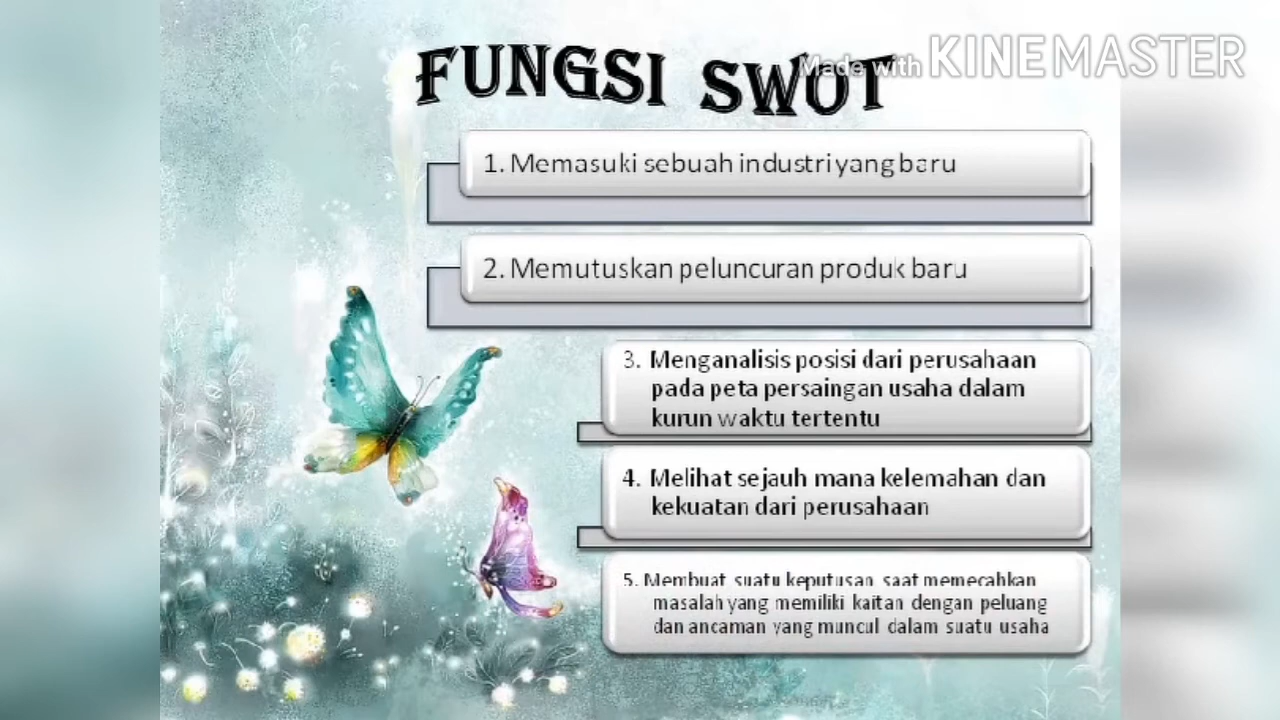 Made with KINEMASTER
FUNGSI SWOT
1. Memasuki sebuah industri yang baru
2. Memutuskan peluncuran produk baru
3. Menganalisis posisi dari perusahaan
pada peta persaingan usaha dalam
kurun waktu tertentu
4. Melihat sejauh mana kelemahan dan
kekuatan dari perusahaan
5. Membuat suatu keputusan saat memecahkan
masalah yang memiliki kaitan dengan peluang
dan ancaman yang muncul dalam suatu usaha